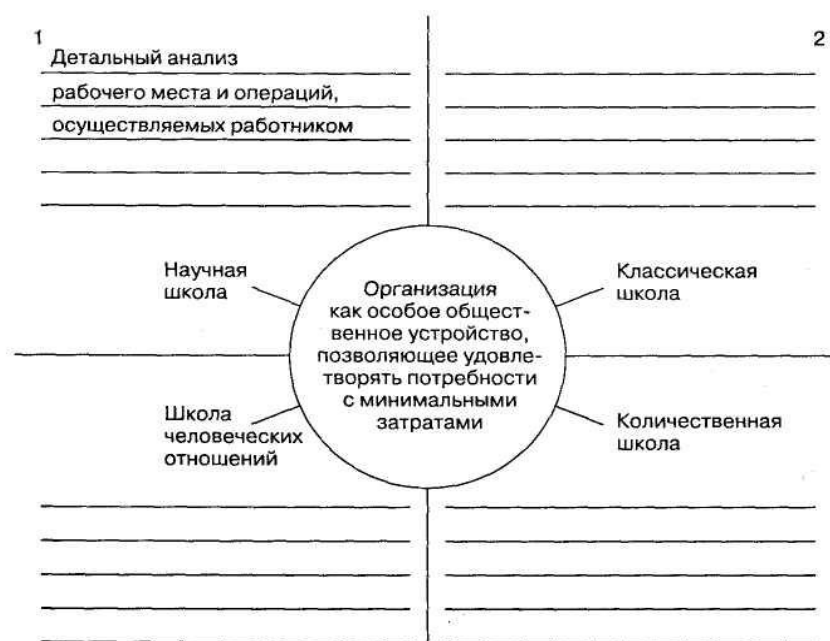 1
2
Детальный анализ
рабочего места и операций,
осуществляемых работником
Научная
школа
Классическая
школа
Организация
как особое общест-
венное устройство,
позволяющее удовле-
творять потребности
с минимальными
затратами
Школа
человеческих
отношений
Количественная
школа